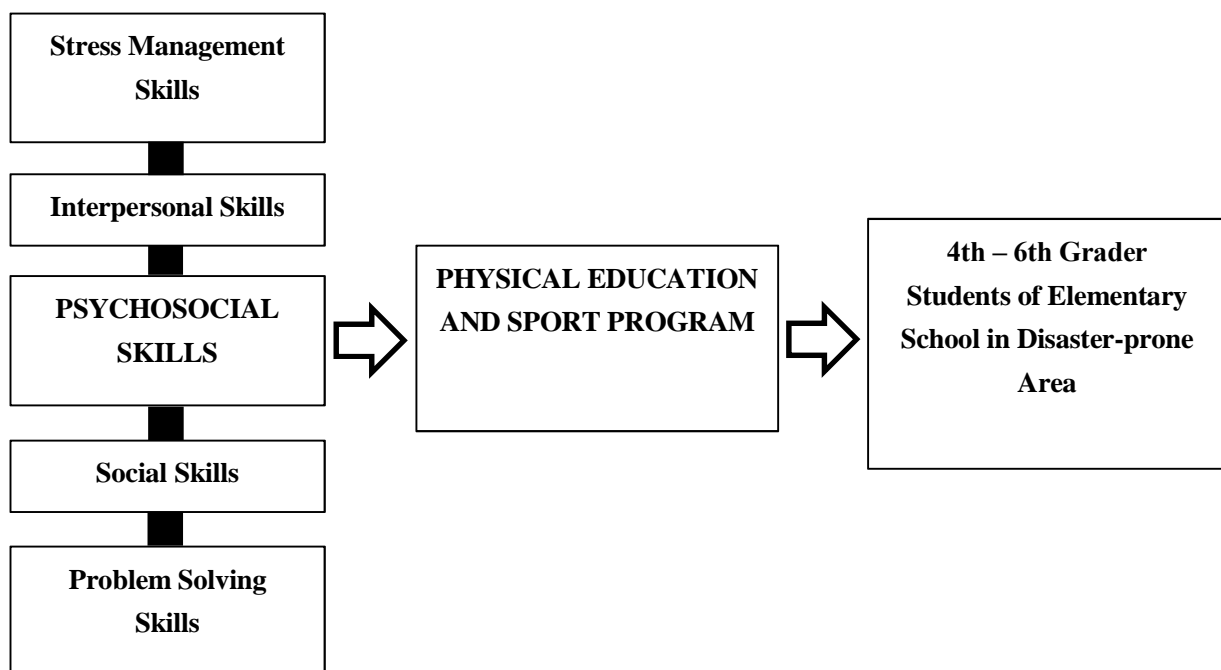 Stress Management
Skills
Interpersonal Skills
PSYCHOSOCIAL
SKILLS
Social Skills
Problem Solving
Skills
PHYSICAL EDUCATION
AND SPORT PROGRAM
4th – 6th Grader
Students of Elementary
School in Disaster-prone
Area